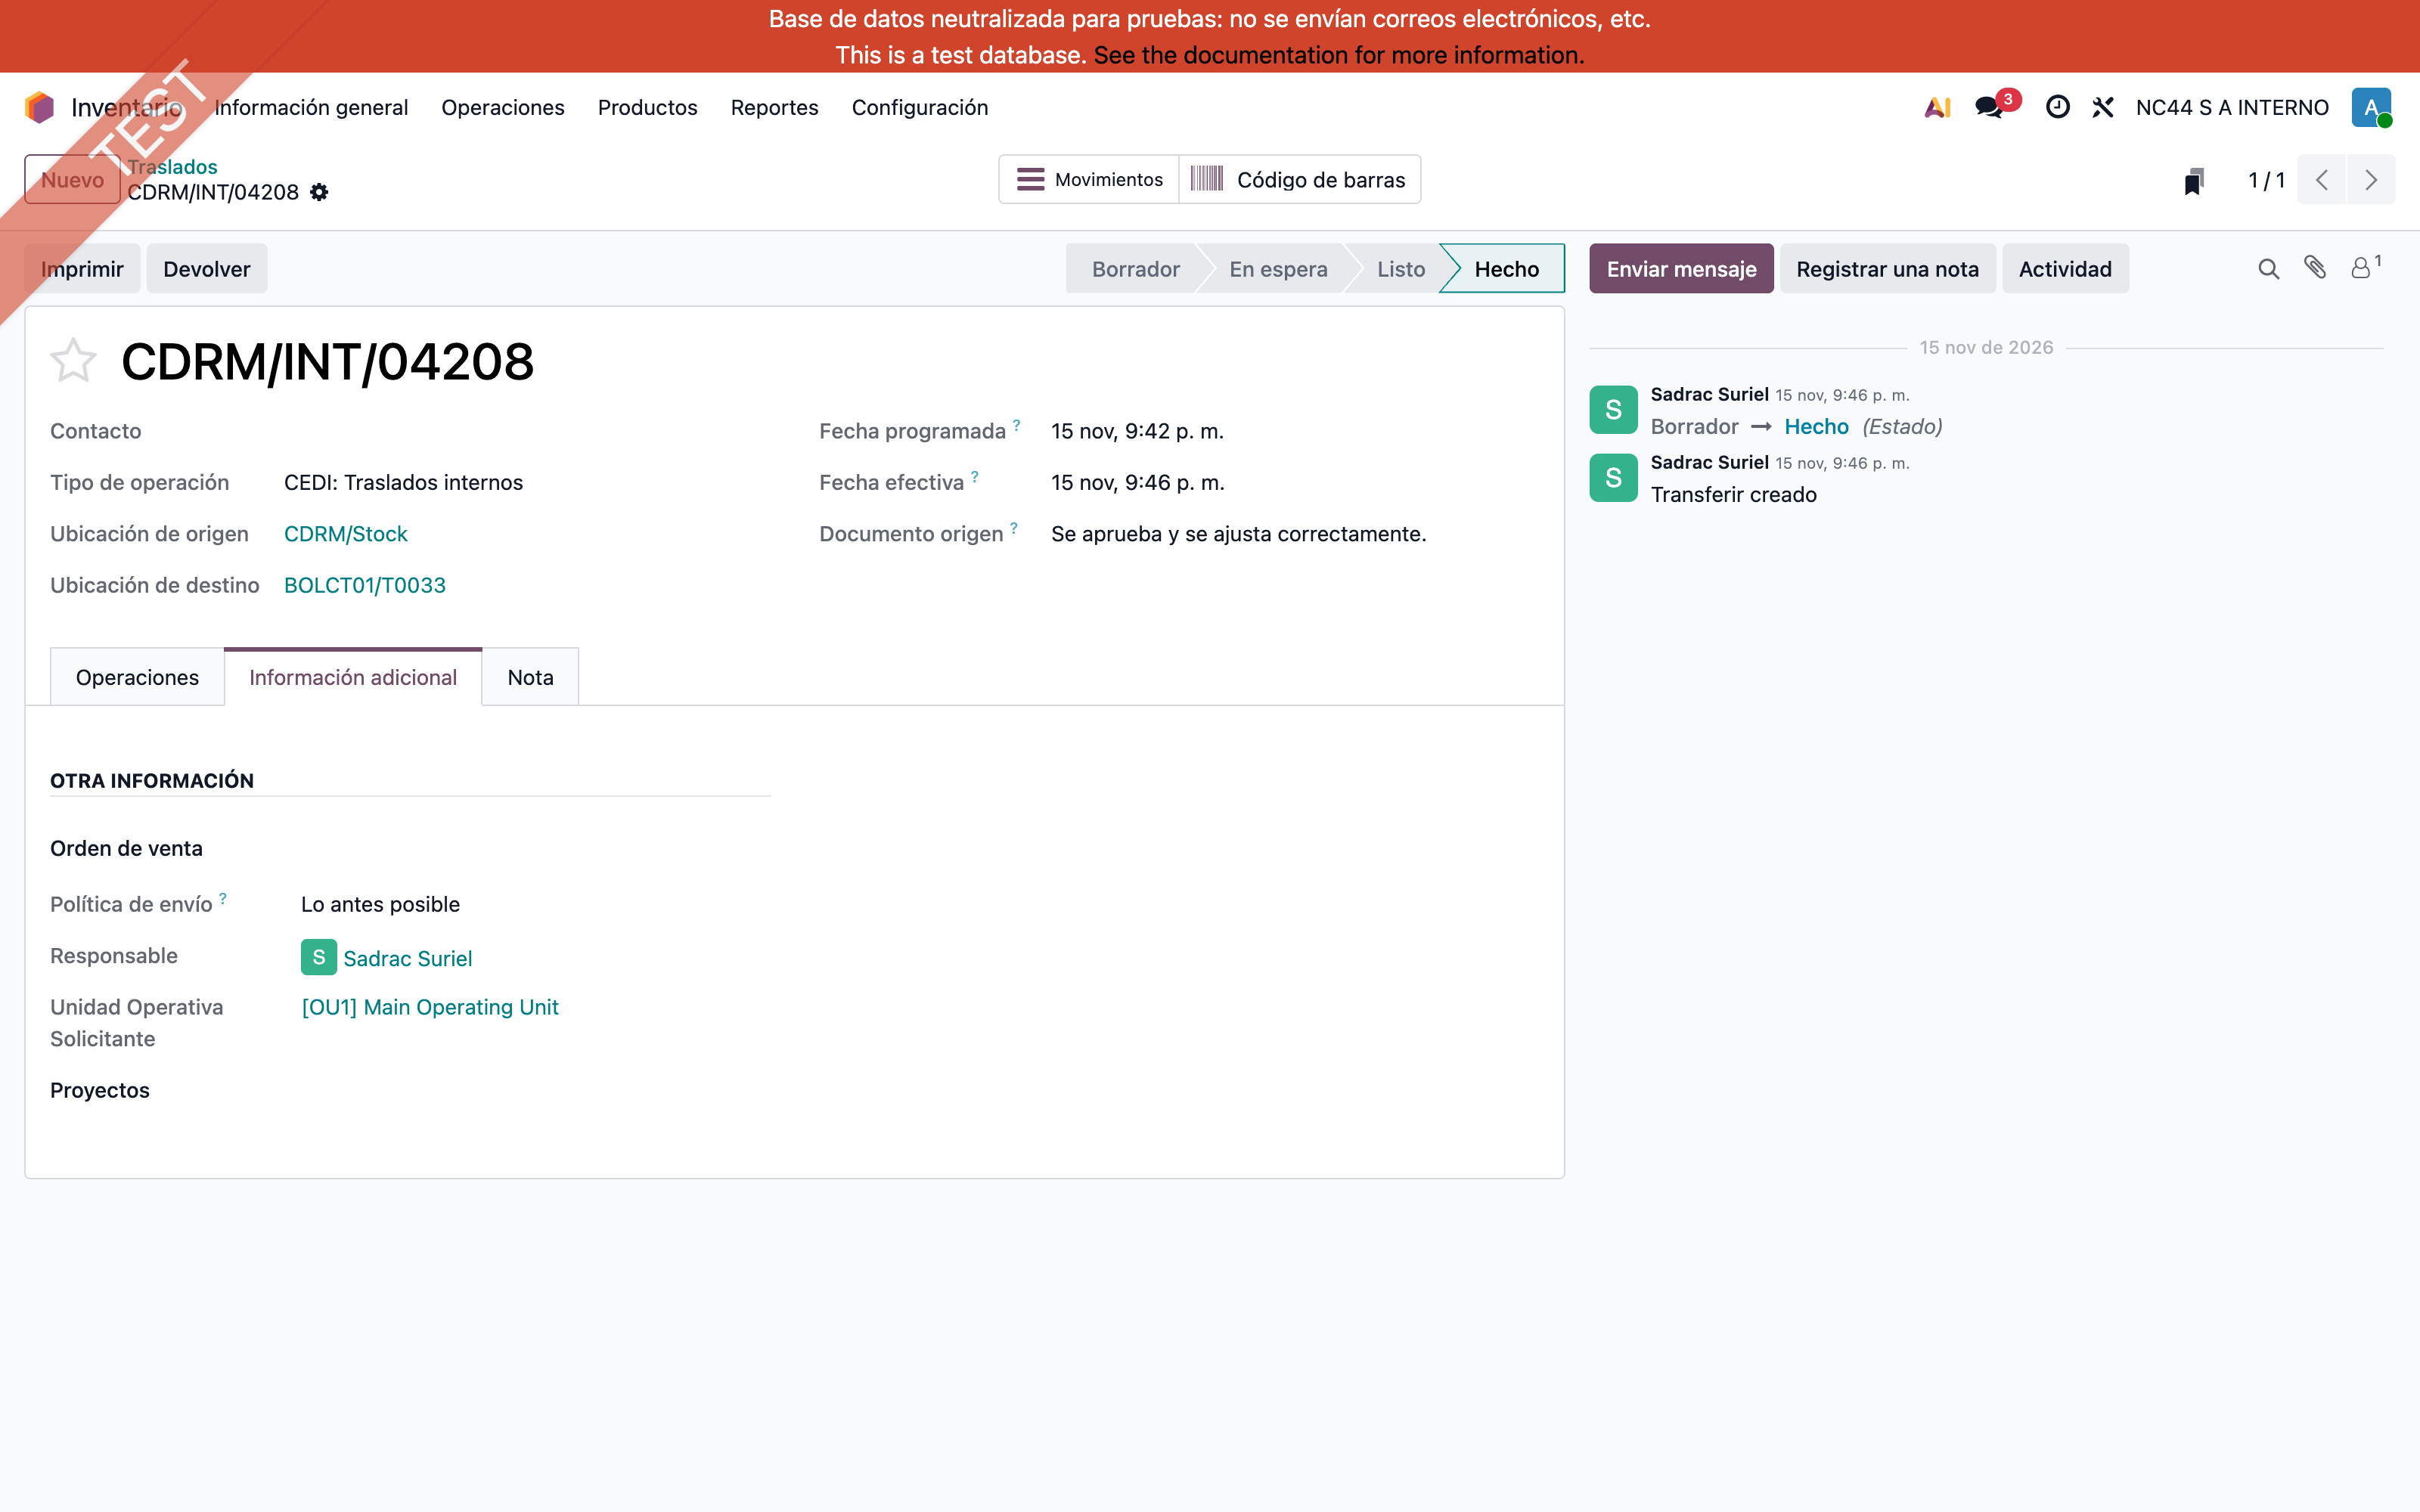 Base de datos neutralizada para pruebas: no se envían correos electrónicos, etc.
This is a test database. See the documentation for more information.
TEST
Inventario Información general Operaciones Productos Reportes Configuración
AI 3 NC44 S A INTERNO A
Nuevo
Traslados
CDRM/INT/04208
Movimientos
Código de barras
1 / 1
Imprimir Devolver
Borrador En espera Listo Hecho
Enviar mensaje Registrar una nota Actividad
1
CDRM/INT/04208
Contacto
Tipo de operación CEDI: Traslados internos
Ubicación de origen CDRM/Stock
Ubicación de destino BOLCT01/T0033
Fecha programada ? 15 nov, 9:42 p. m.
Fecha efectiva ? 15 nov, 9:46 p. m.
Documento origen ? Se aprueba y se ajusta correctamente.
Operaciones Información adicional Nota
OTRA INFORMACIÓN
Orden de venta
Política de envío ? Lo antes posible
Responsable S Sadrac Suriel
Unidad Operativa [OU1] Main Operating Unit
Solicitante
Proyectos
15 nov de 2026
S
Sadrac Suriel 15 nov, 9:46 p. m.
Borrador → Hecho (Estado)
S
Sadrac Suriel 15 nov, 9:46 p. m.
Transferir creado